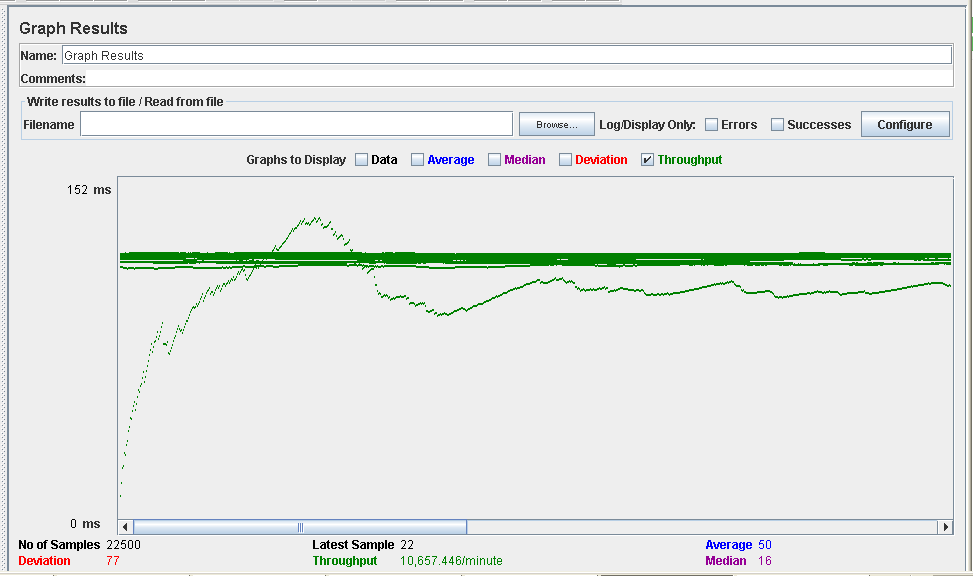 Graph Results
Name: Graph Results
Comments:
Write results to file / Read from file
Filename Browse... Log/Display Only: Errors Successes Configure
Graphs to Display Data Average Median Deviation Throughput
152 ms
0 ms
No of Samples 22500 Latest Sample 22 Average 50
Deviation 77 Throughput 10,657.446/minute Median 16